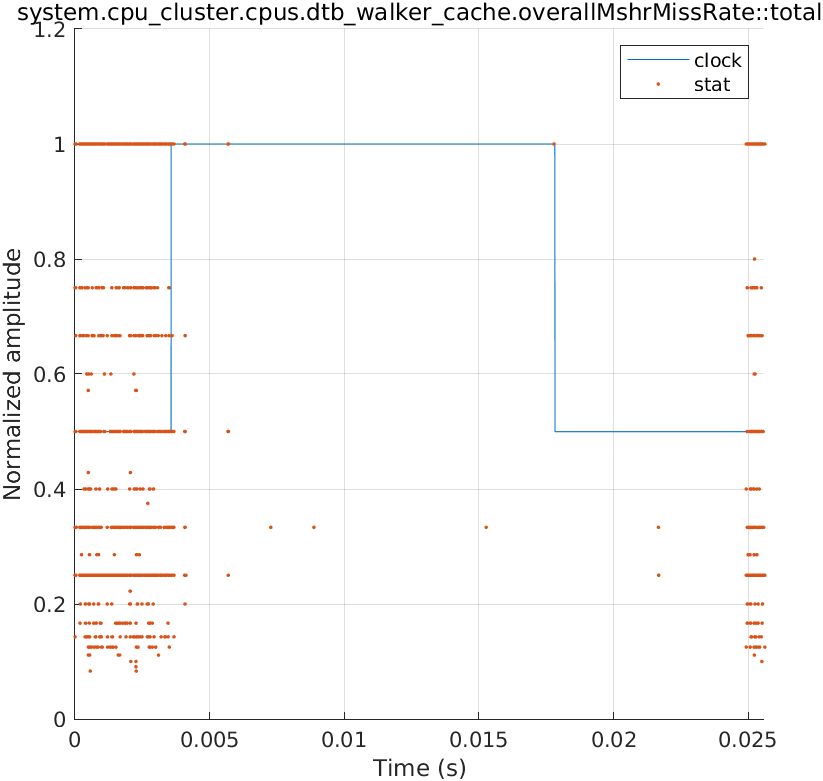 system.cpu_cluster.cpus.dtb_walker_cache.overallMshrMissRate::total
1.2
1
0.8
0.6
0.4
0.2
0
Normalized amplitude
clock
stat
0
0.005
0.01
0.015
0.02
0.025
Time (s)